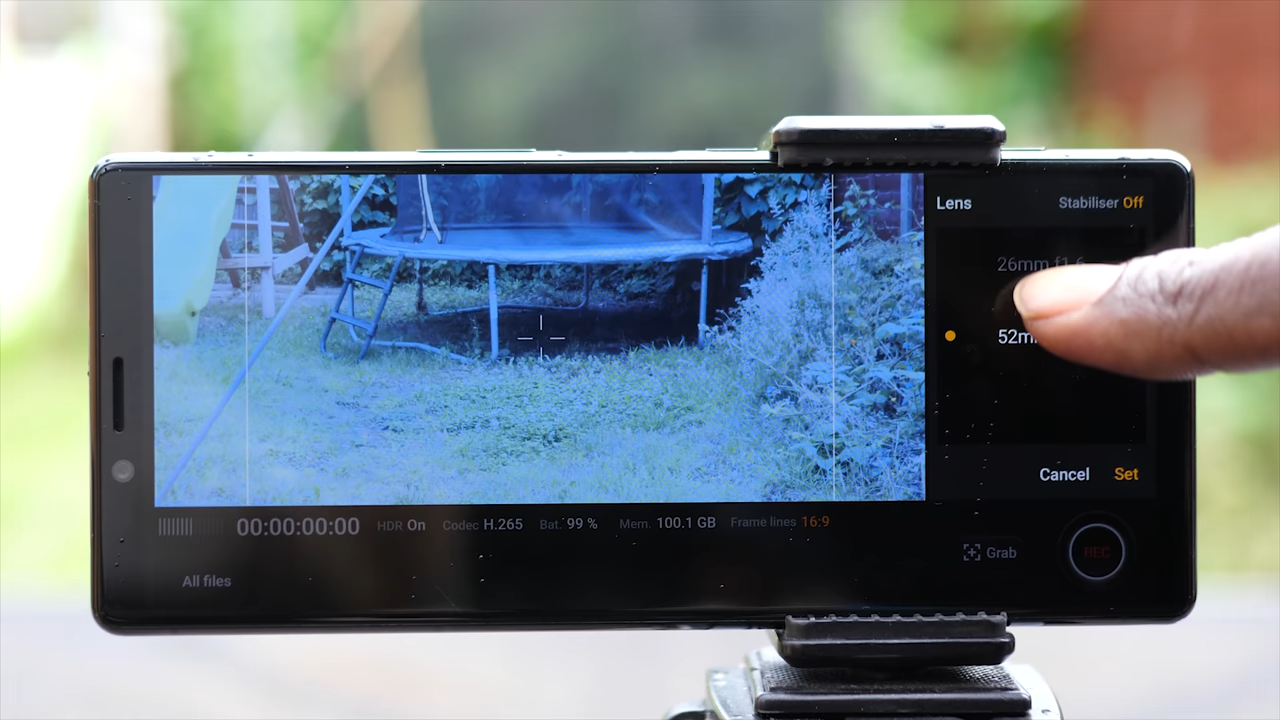 Lens Stabiliser Off
26mm f1.6
00:00:00:00 HDR On Codec H.265 Bat. 99 % Mem. 100.1 GB Frame lines 16:9
Cancel Set
Grab REC
All files